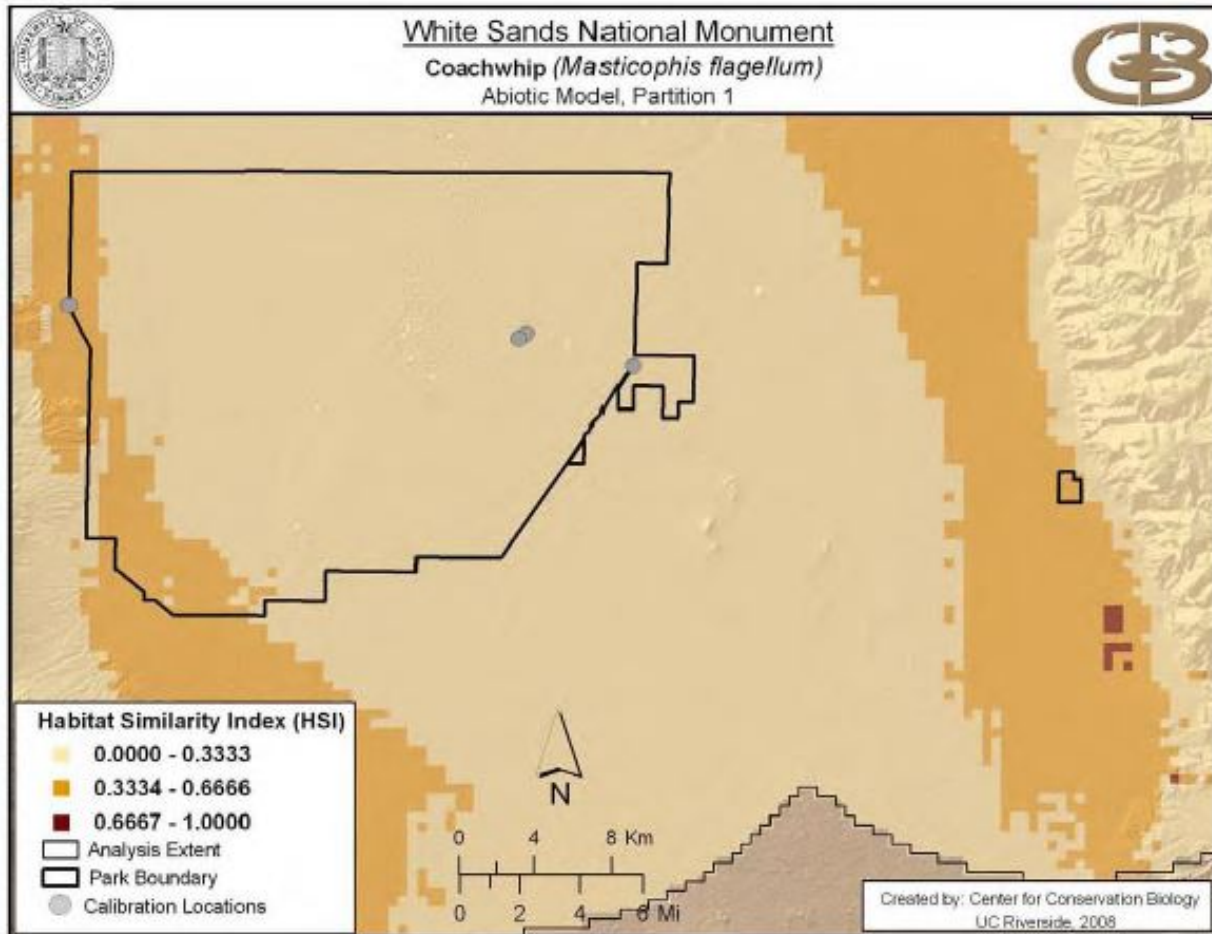 White Sands National Monument
Coachwhip (Masticophis flagellum)
Abiotic Model, Partition 1
Habitat Similarity Index (HSI)
0.0000 - 0.3333
0.3334 - 0.6666
0.6667 - 1.0000
Analysis Extent
Park Boundary
Calibration Locations
N
0 4 8 Km
0 2 4 6 Mi
Created by: Center for Conservation Biology
UC Riverside, 2008